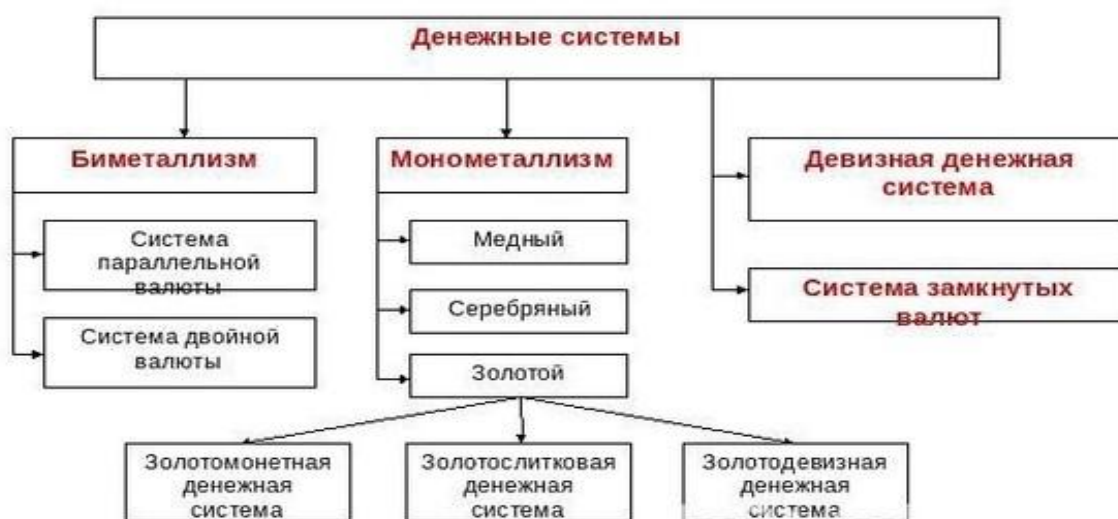 Денежные системы
Биметаллизм
Система
параллельной
валюты
Система двойной
валюты
Монометаллизм
Медный
Серебряный
Золотой
Золотомонетная
денежная
система
Золотослитковая
денежная
система
Золотодевизная
денежная
система
Девизная денежная
система
Система замкнутых
валют